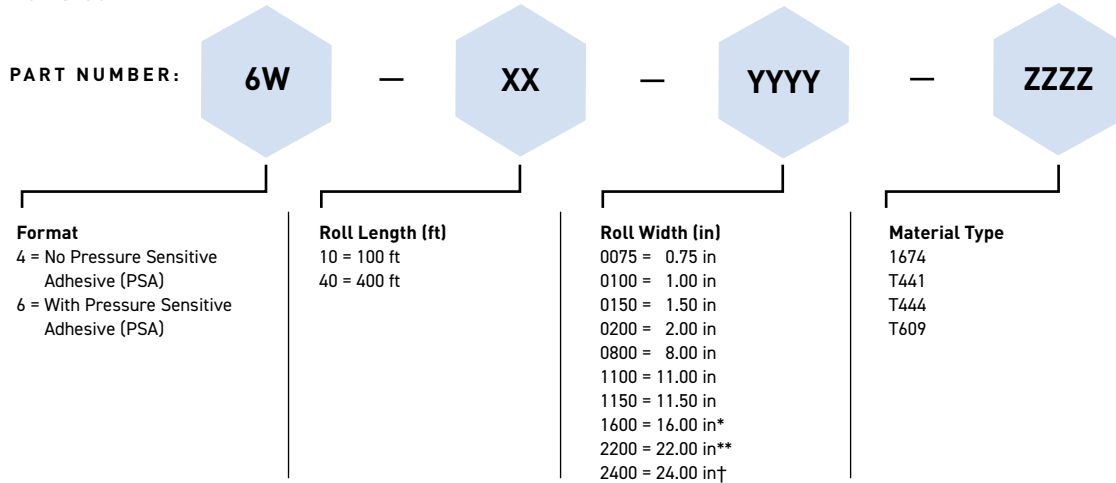 PART NUMBER: 6W – XX – YYYY – ZZZZ
Format
4 = No Pressure Sensitive
Adhesive (PSA)
6 = With Pressure Sensitive
Adhesive (PSA)
Roll Length (ft)
10 = 100 ft
40 = 400 ft
Roll Width (in)
0075 = 0.75 in
0100 = 1.00 in
0150 = 1.50 in
0200 = 2.00 in
0800 = 8.00 in
1100 = 11.00 in
1150 = 11.50 in
1600 = 16.00 in*
2200 = 22.00 in**
2400 = 24.00 in†
Material Type
1674
T441
T444
T609